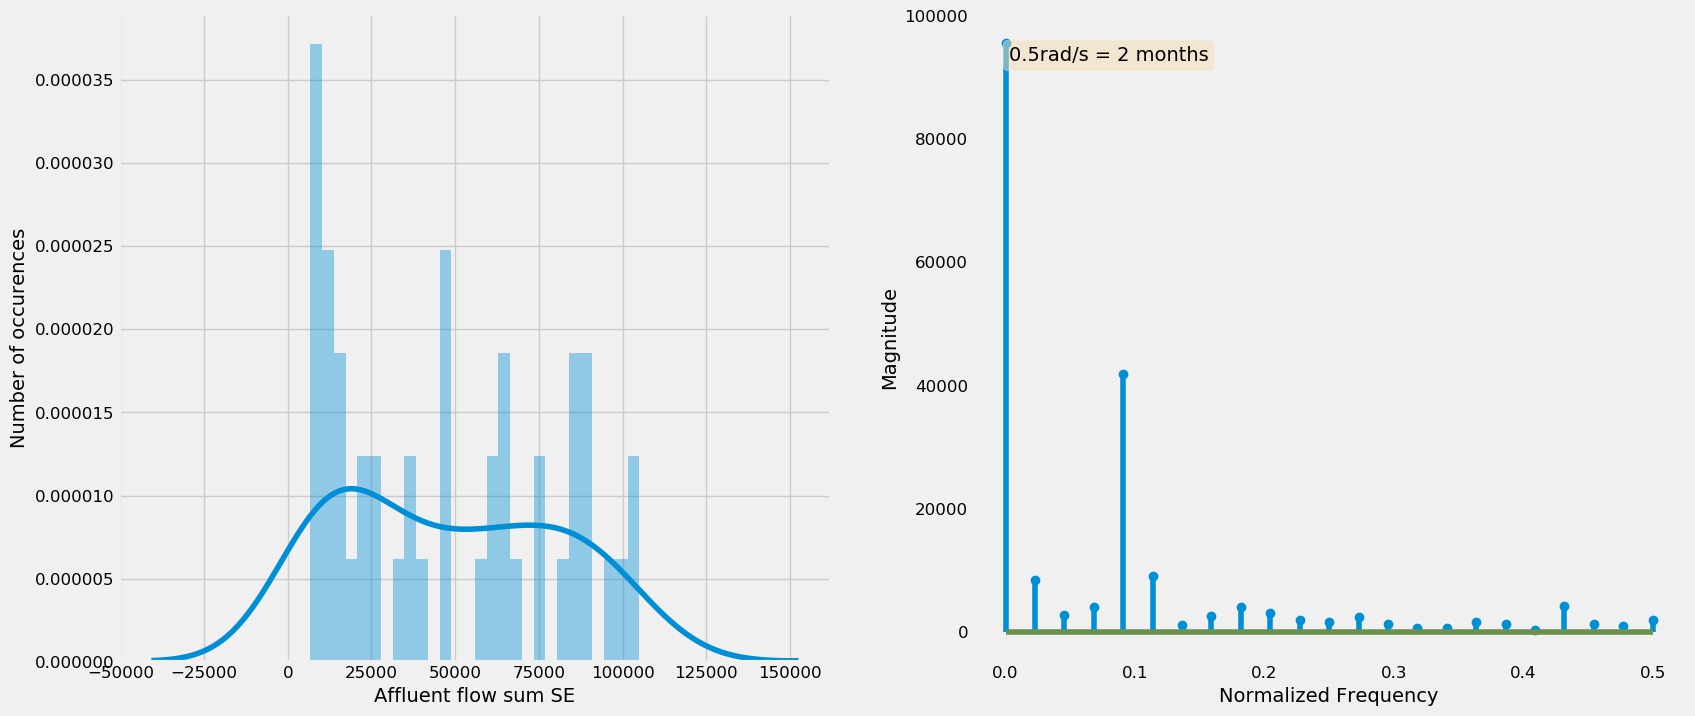 0.000035
0.000030
0.000025
0.000020
0.000015
0.000010
0.000005
0.000000
Number of occurences
−50000 −25000 0 25000 50000 75000 100000 125000 150000
Affluent flow sum SE
100000
80000
60000
40000
20000
0
Magnitude
0.5rad/s = 2 months
0.0 0.1 0.2 0.3 0.4 0.5
Normalized Frequency